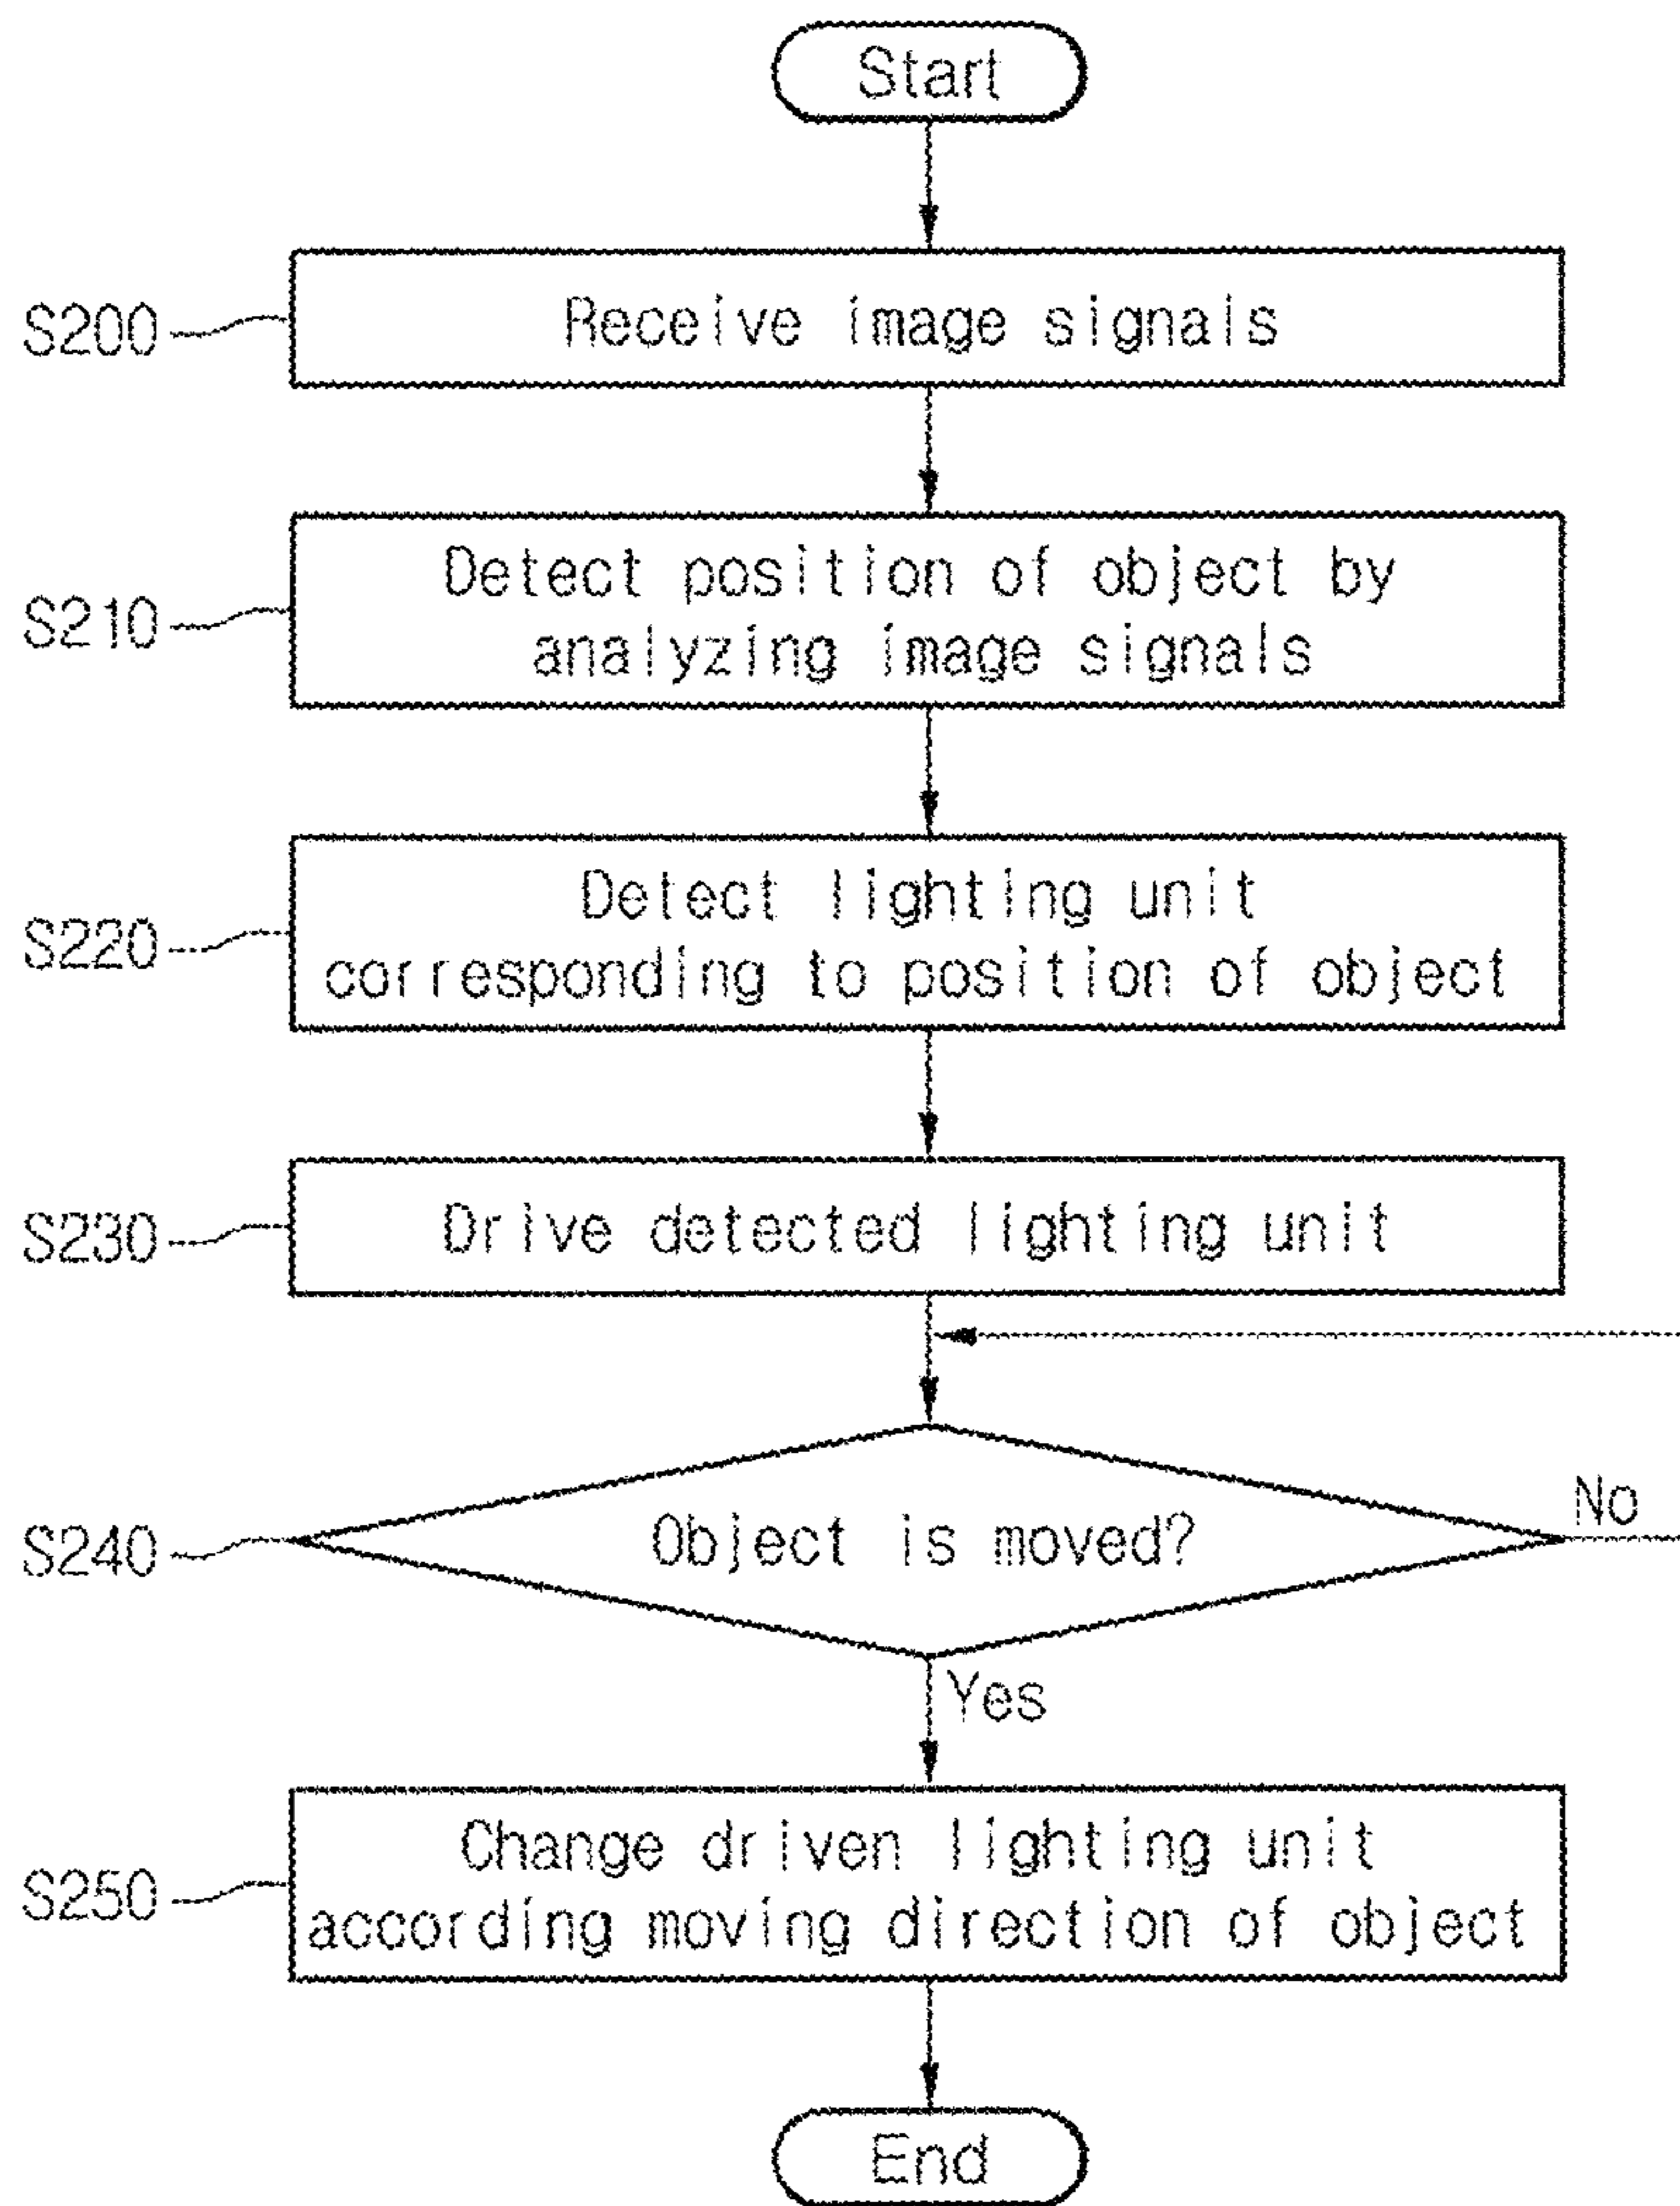 Start
S200
Receive image signals
S210
Detect position of object by
analyzing image signals
S220
Detect lighting unit
corresponding to position of object
S230
Drive detected lighting unit
S240
Object is moved?
No
Yes
S250
Change driven lighting unit
according moving direction of object
End